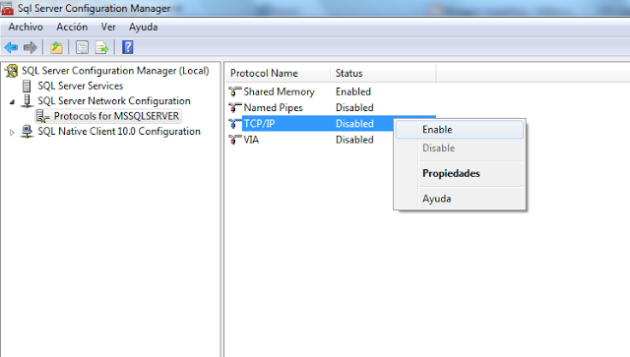 Sql Server Configuration Manager
Archivo Acción Ver Ayuda
SQL Server Configuration Manager (Local)
SQL Server Services
SQL Server Network Configuration
Protocols for MSSQLSERVER
SQL Native Client 10.0 Configuration
Protocol Name Status
Shared Memory Enabled
Named Pipes Disabled
TCP/IP Disabled
VIA Disabled
Enable
Disable
Propiedades
Ayuda